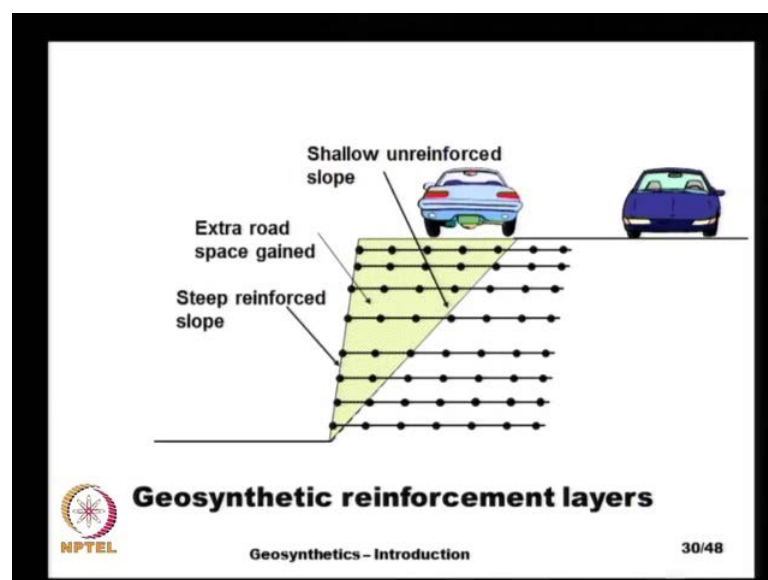 Shallow unreinforced
slope
Extra road
space gained
Steep reinforced
slope
Geosynthetic reinforcement layers
NPTEL
Geosynthetics – Introduction
30/48